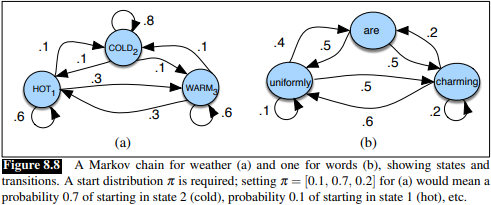 .8
COLD2
.1
.1
.1
.1
.3
HOT1
WARM3
.3
.6
.6
(a)
are
.4
.5
.2
.5
uniformly
charming
.5
.1
.6
.2
(b)
Figure 8.8 A Markov chain for weather (a) and one for words (b), showing states and
transitions. A start distribution π is required; setting π = [0.1, 0.7, 0.2] for (a) would mean a
probability 0.7 of starting in state 2 (cold), probability 0.1 of starting in state 1 (hot), etc.